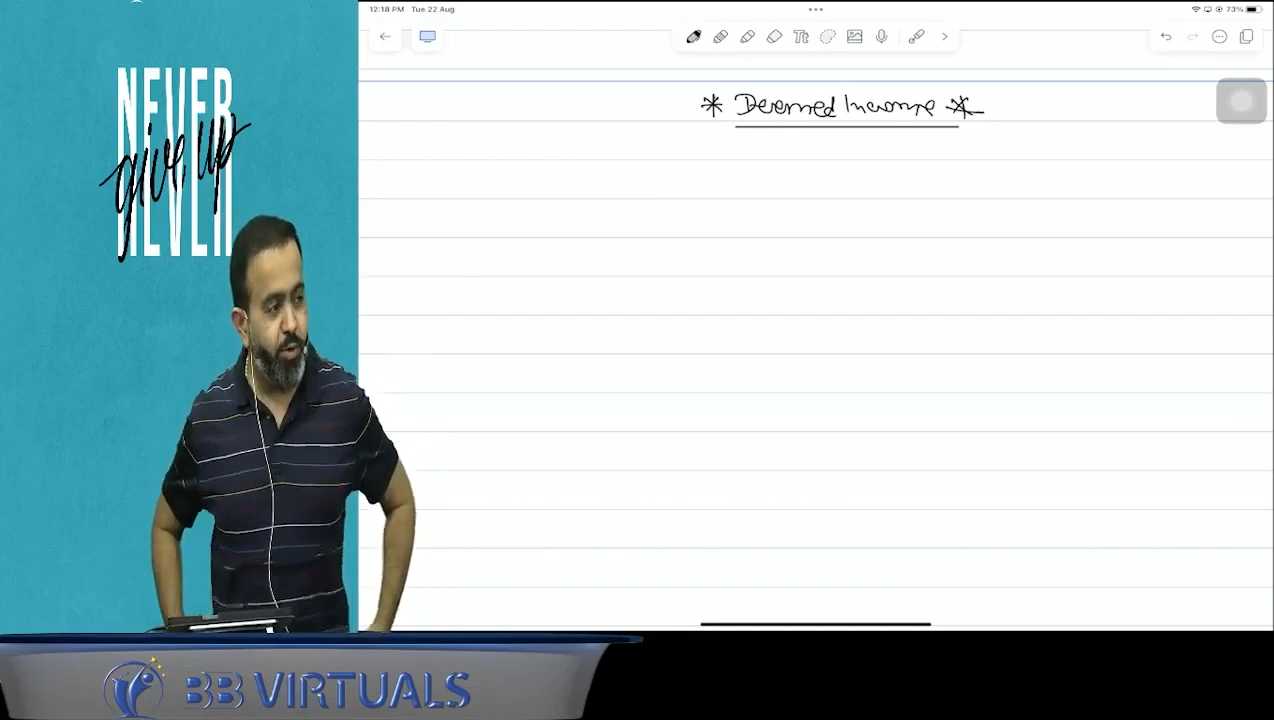 NEVER
give up
NEVER
12:18 PM Tue 22 Aug
73%
* Deemed Income *
BB VIRTUALS